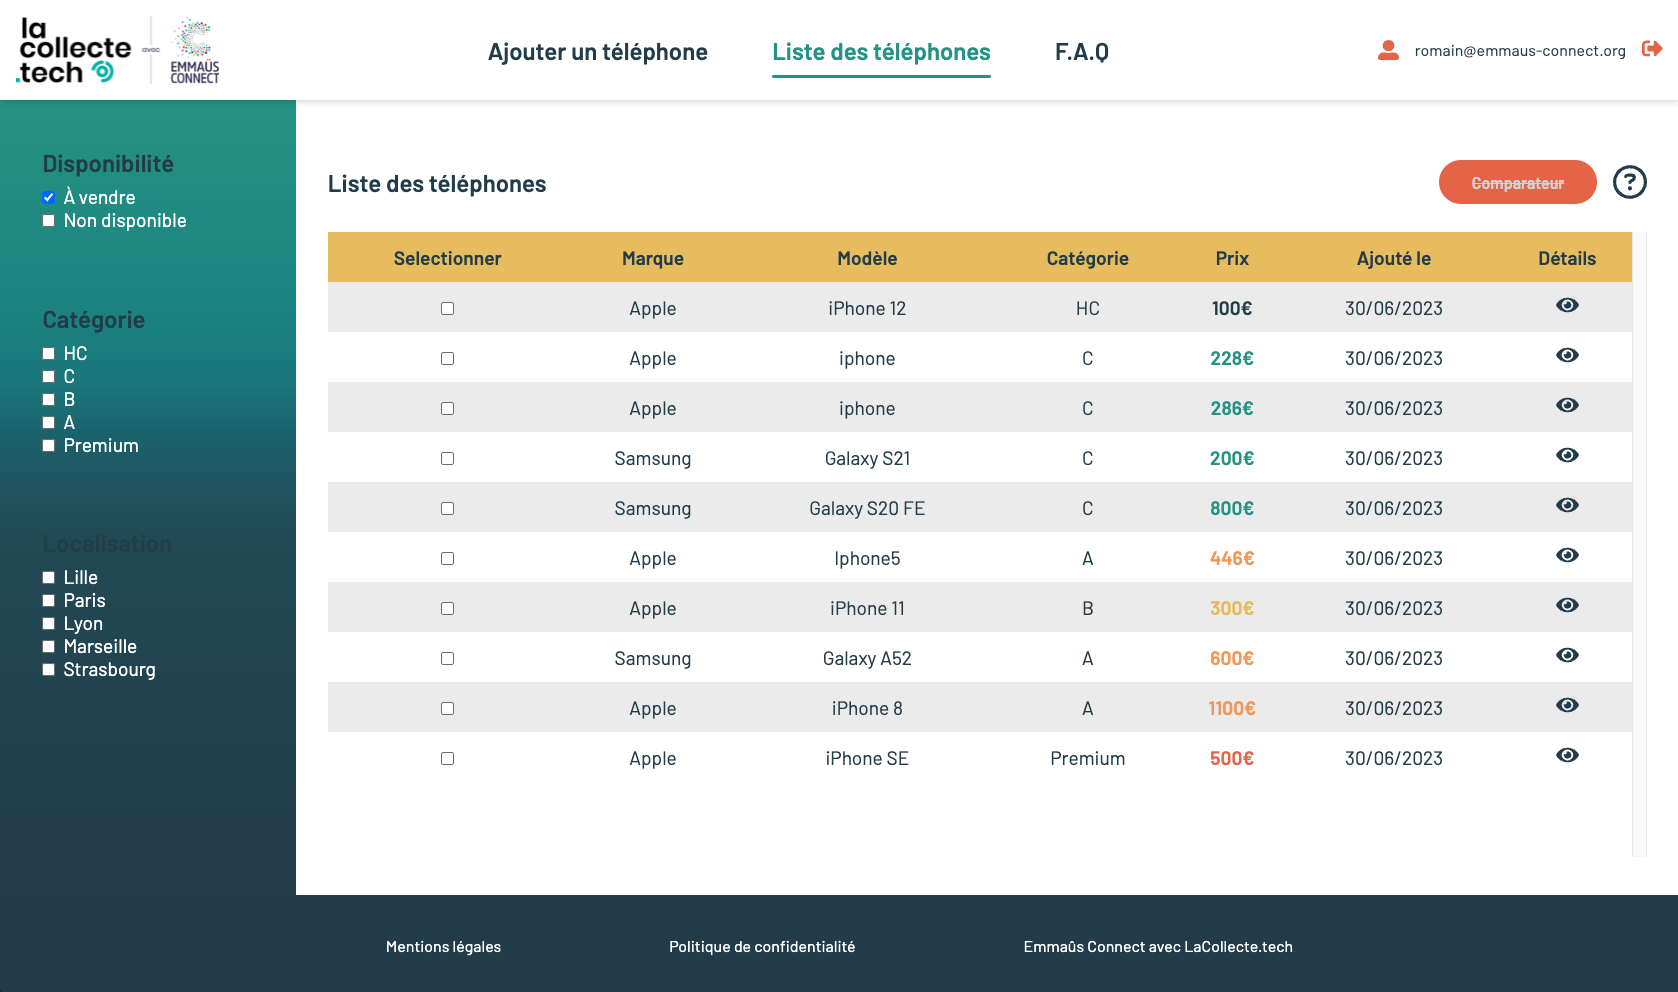 la
collecte
.tech
avec
EMMAÜS
CONNECT
Ajouter un téléphone
Liste des téléphones
F.A.Q
romain@emmaus-connect.org
Disponibilité
À vendre
Non disponible
Catégorie
HC
C
B
A
Premium
Localisation
Lille
Paris
Lyon
Marseille
Strasbourg
Liste des téléphones
Comparateur
?
Selectionner Marque Modèle Catégorie Prix Ajouté le Détails
Apple iPhone 12 HC 100€ 30/06/2023
Apple iphone C 228€ 30/06/2023
Apple iphone C 286€ 30/06/2023
Samsung Galaxy S21 C 200€ 30/06/2023
Samsung Galaxy S20 FE C 800€ 30/06/2023
Apple Iphone5 A 446€ 30/06/2023
Apple iPhone 11 B 300€ 30/06/2023
Samsung Galaxy A52 A 600€ 30/06/2023
Apple iPhone 8 A 1100€ 30/06/2023
Apple iPhone SE Premium 500€ 30/06/2023
Mentions légales
Politique de confidentialité
Emmaûs Connect avec LaCollecte.tech